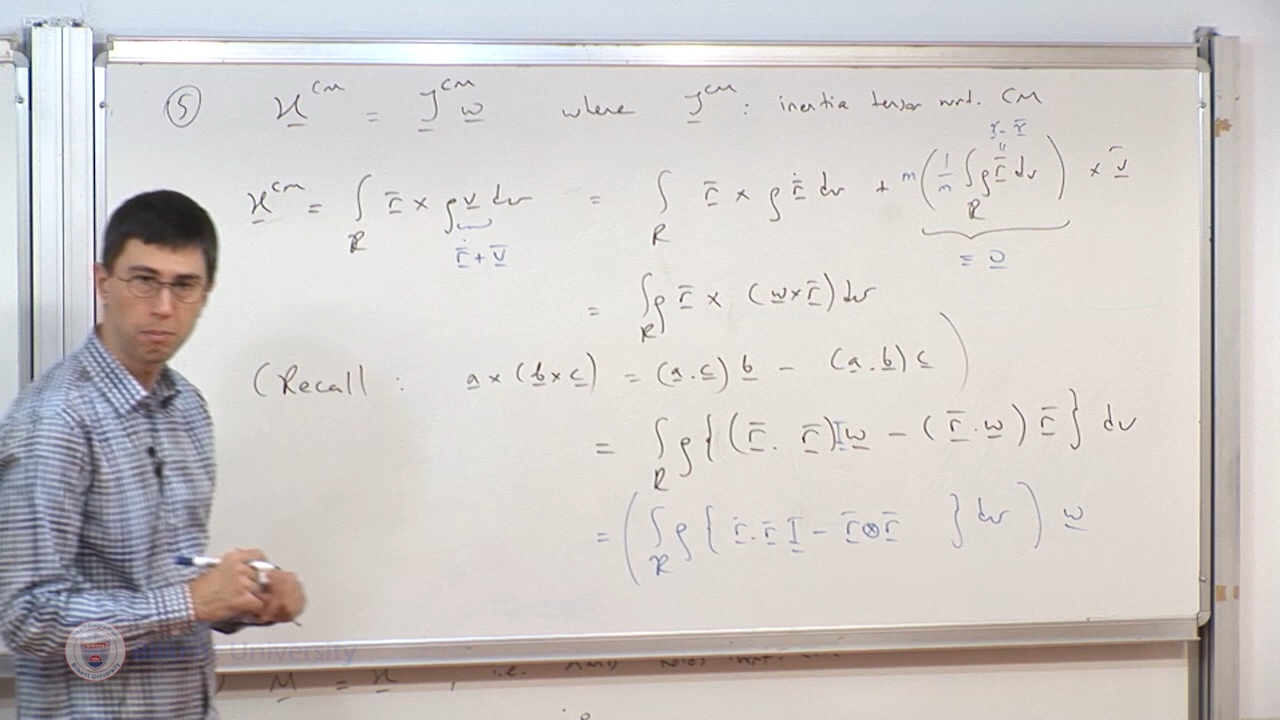 ⑤ H^CM = J^CM ω where J^CM : inertia tensor wrt. CM
r - r̄
H^CM = ∫_R r̄ × ρ v dv = ∫_R r̄ × ρ ṙ̄ dv + m ( 1/m ∫_R ρ r̄ dv ) × v̄
ṙ̄ + v̄
= 0
= ∫_R ρ r̄ × (ω × r̄) dv
(Recall : a × (b × c) = (a . c) b - (a . b) c )
= ∫_R ρ { (r̄ . r̄) I ω - (r̄ . ω) r̄ } dv
= ( ∫_R ρ { r̄ . r̄ I - r̄ ⊗ r̄ } dv ) ω
University
M = H , i.e. AMB